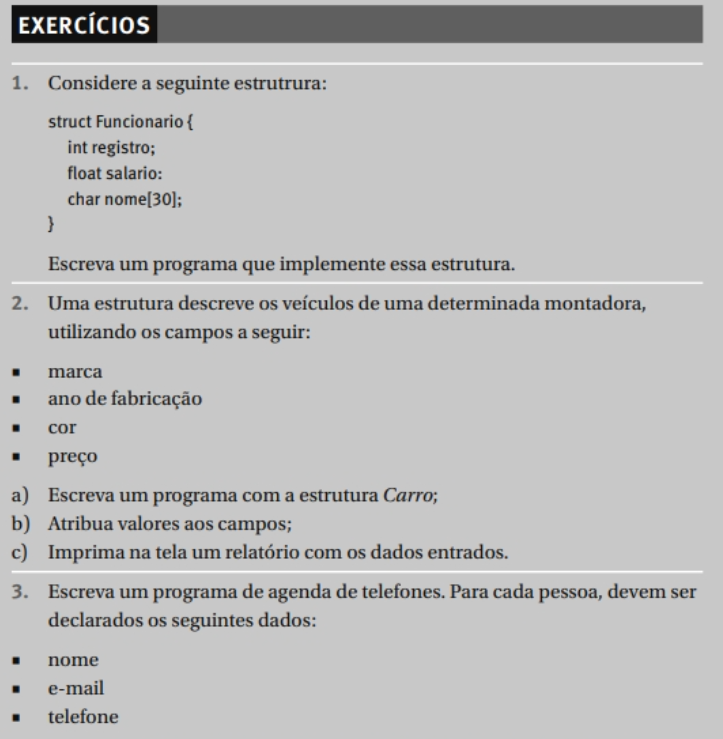 EXERCÍCIOS
1. Considere a seguinte estrutrura:
struct Funcionario {
int registro;
float salario:
char nome[30];
}
Escreva um programa que implemente essa estrutura.
2. Uma estrutura descreve os veículos de uma determinada montadora,
utilizando os campos a seguir:
▪ marca
▪ ano de fabricação
▪ cor
▪ preço
a) Escreva um programa com a estrutura Carro;
b) Atribua valores aos campos;
c) Imprima na tela um relatório com os dados entrados.
3. Escreva um programa de agenda de telefones. Para cada pessoa, devem ser
declarados os seguintes dados:
▪ nome
▪ e-mail
▪ telefone